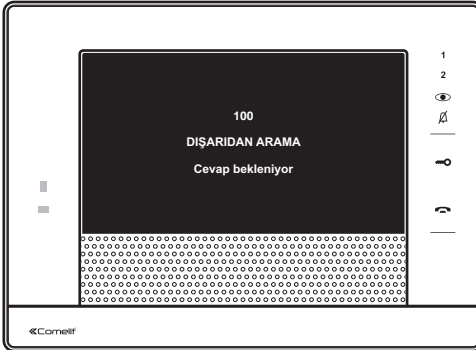 1
2
100
DIŞARIDAN ARAMA
Cevap bekleniyor
Comelit